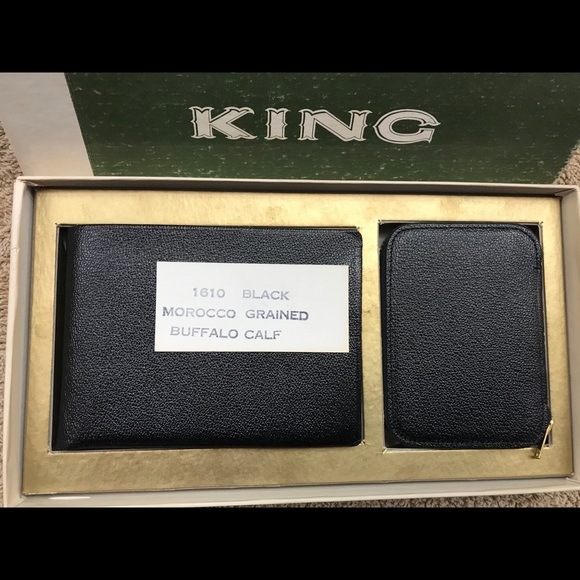 KING
1610 BLACK
MOROCCO GRAINED
BUFFALO CALF